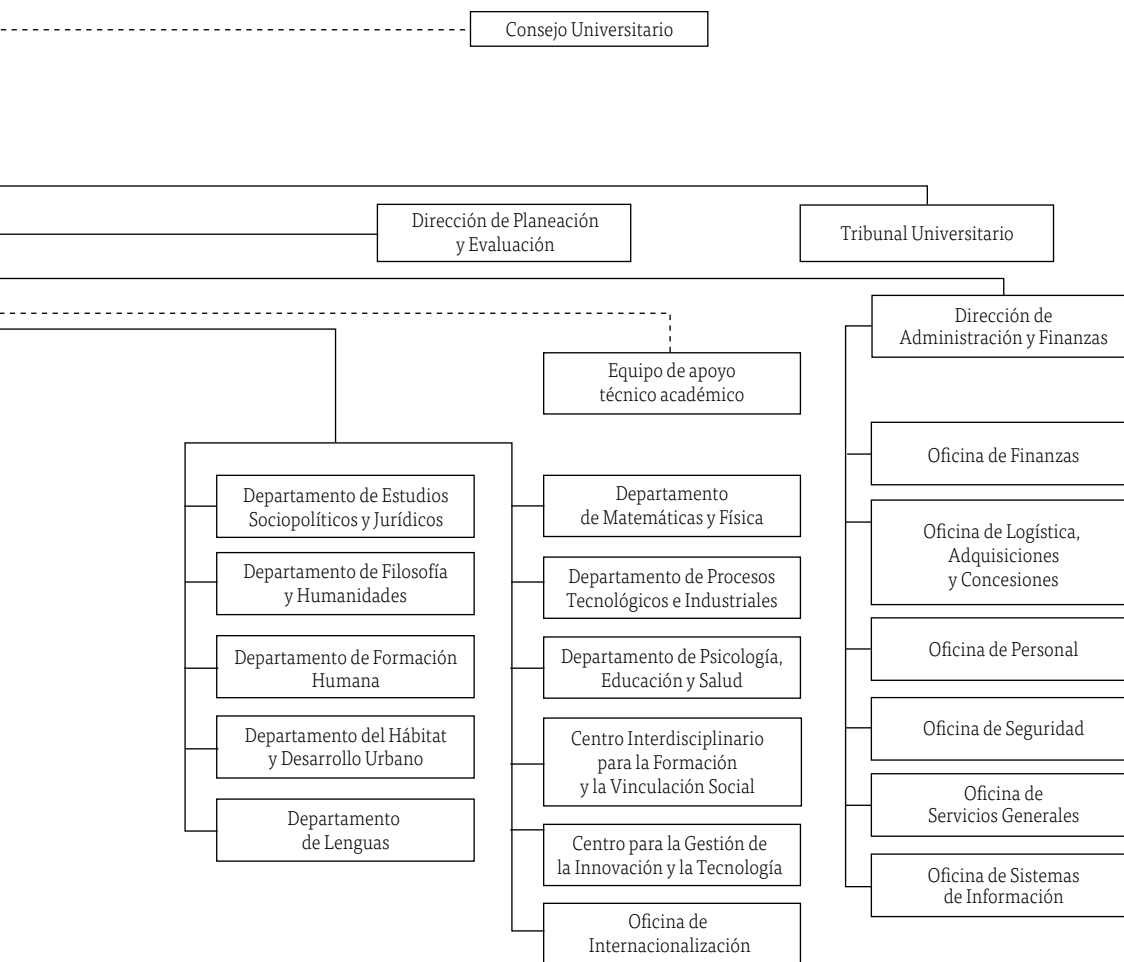 Consejo Universitario
Dirección de Planeación
y Evaluación
Tribunal Universitario
Dirección de
Administración y Finanzas
Equipo de apoyo
técnico académico
Departamento de Estudios
Sociopolíticos y Jurídicos
Departamento de Filosofía
y Humanidades
Departamento de Formación
Humana
Departamento del Hábitat
y Desarrollo Urbano
Departamento
de Lenguas
Departamento
de Matemáticas y Física
Departamento de Procesos
Tecnológicos e Industriales
Departamento de Psicología,
Educación y Salud
Centro Interdisciplinario
para la Formación
y la Vinculación Social
Centro para la Gestión de
la Innovación y la Tecnología
Oficina de
Internacionalización
Oficina de Finanzas
Oficina de Logística,
Adquisiciones
y Concesiones
Oficina de Personal
Oficina de Seguridad
Oficina de
Servicios Generales
Oficina de Sistemas
de Información